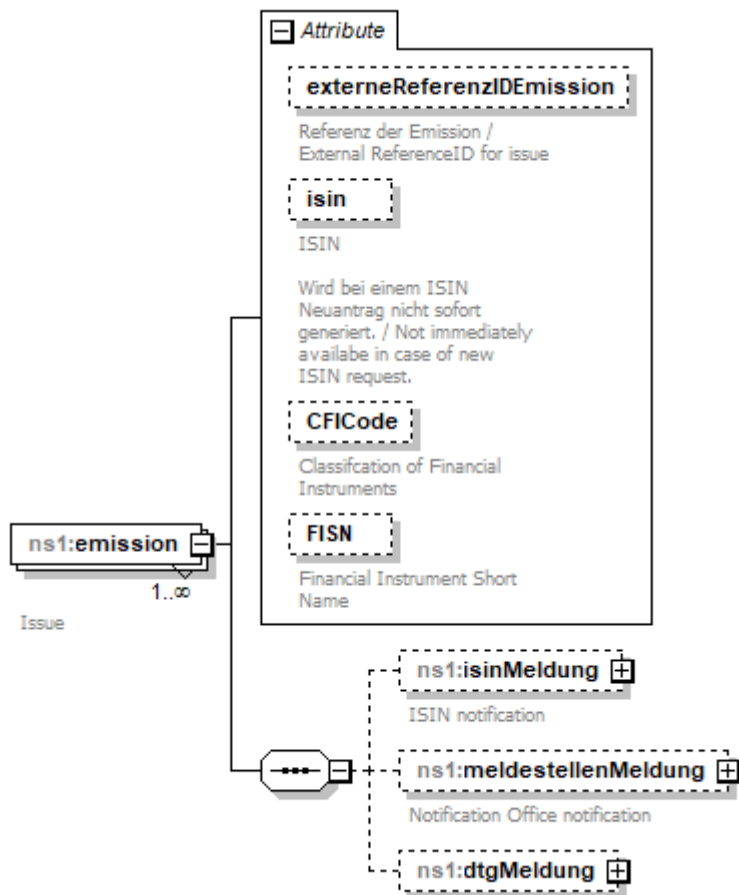 Attribute
externeReferenzIDEmission
Referenz der Emission /
External ReferenceID for issue
isin
ISIN
Wird bei einem ISIN
Neuantrag nicht sofort
generiert. / Not immediately
availabe in case of new
ISIN request.
CFICode
Classifcation of Financial
Instruments
FISN
Financial Instrument Short
Name
ns1:emission
1..∞
Issue
ns1:isinMeldung
ISIN notification
ns1:meldestellenMeldung
Notification Office notification
ns1:dtgMeldung